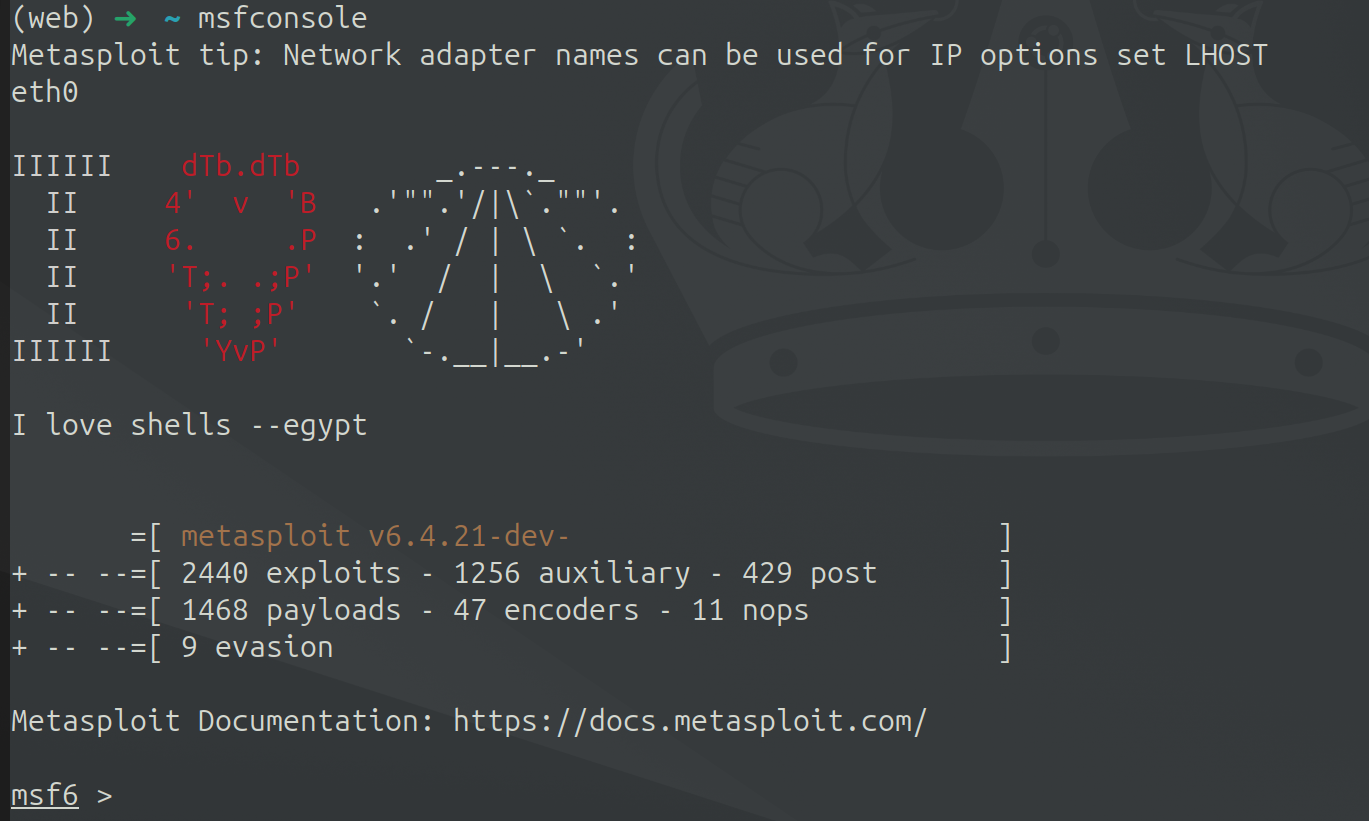 (web) ➜  ~ msfconsole
Metasploit tip: Network adapter names can be used for IP options set LHOST
eth0

IIIIII    dTb.dTb        _.---._
  II     4'  v  'B   .'"".'/|\`.""'.
  II     6.     .P  :  .' / | \ `.  :
  II     'T;. .;P'  '.'  /  |  \  `.'
  II      'T; ;P'    `. /   |   \ .'
IIIIII     'YvP'       `-.__|__.-'

I love shells --egypt


       =[ metasploit v6.4.21-dev-                         ]
+ -- --=[ 2440 exploits - 1256 auxiliary - 429 post       ]
+ -- --=[ 1468 payloads - 47 encoders - 11 nops           ]
+ -- --=[ 9 evasion                                       ]

Metasploit Documentation: https://docs.metasploit.com/

msf6 >